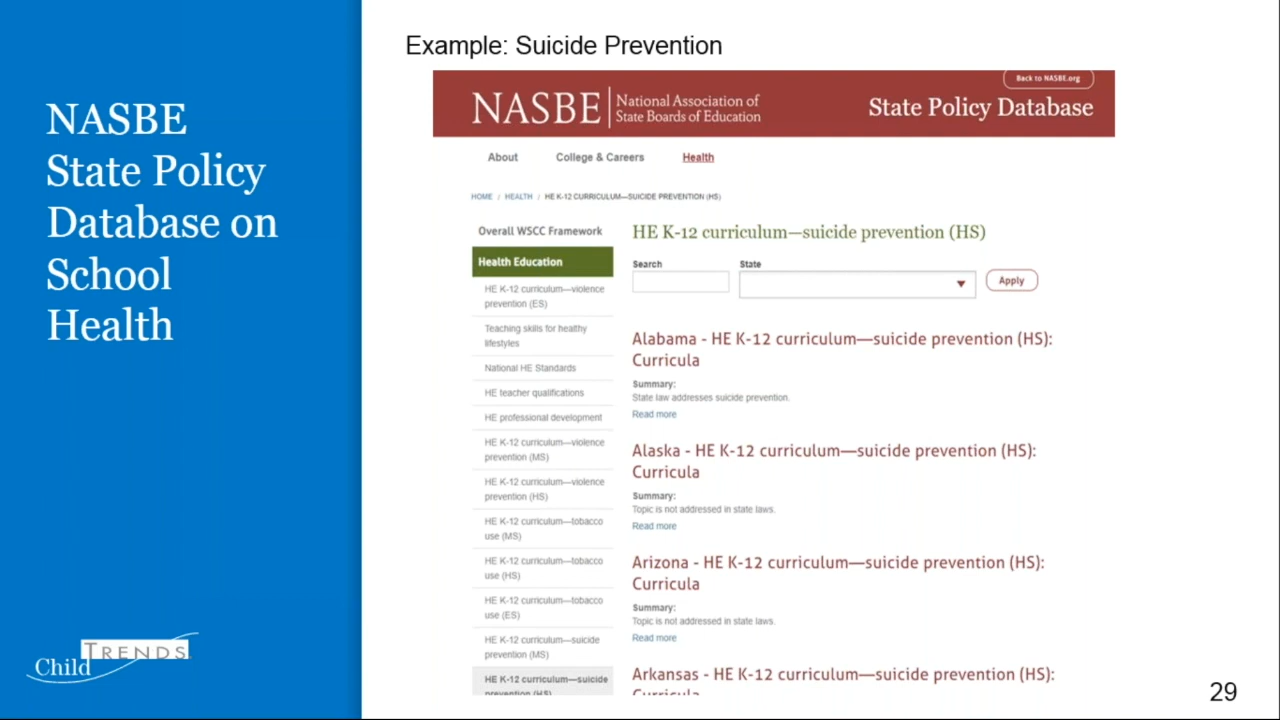 NASBE
State Policy
Database on
School
Health
Child TRENDS
Example: Suicide Prevention
Back to NASBE.org
NASBE
National Association of
State Boards of Education
State Policy Database
About
College & Careers
Health
HOME / HEALTH / HE K-12 CURRICULUM—SUICIDE PREVENTION (HS)
Overall WSCC Framework
Health Education
HE K-12 curriculum—violence
prevention (ES)
Teaching skills for healthy
lifestyles
National HE Standards
HE teacher qualifications
HE professional development
HE K-12 curriculum—violence
prevention (MS)
HE K-12 curriculum—violence
prevention (HS)
HE K-12 curriculum—tobacco
use (MS)
HE K-12 curriculum—tobacco
use (HS)
HE K-12 curriculum—tobacco
use (ES)
HE K-12 curriculum—suicide
prevention (MS)
HE K-12 curriculum—suicide
prevention (HS)
HE K-12 curriculum—suicide prevention (HS)
Search
State
Apply
Alabama - HE K-12 curriculum—suicide prevention (HS):
Curricula
Summary:
State law addresses suicide prevention.
Read more
Alaska - HE K-12 curriculum—suicide prevention (HS):
Curricula
Summary:
Topic is not addressed in state laws.
Read more
Arizona - HE K-12 curriculum—suicide prevention (HS):
Curricula
Summary:
Topic is not addressed in state laws.
Read more
Arkansas - HE K-12 curriculum—suicide prevention (HS):
Curricula
29